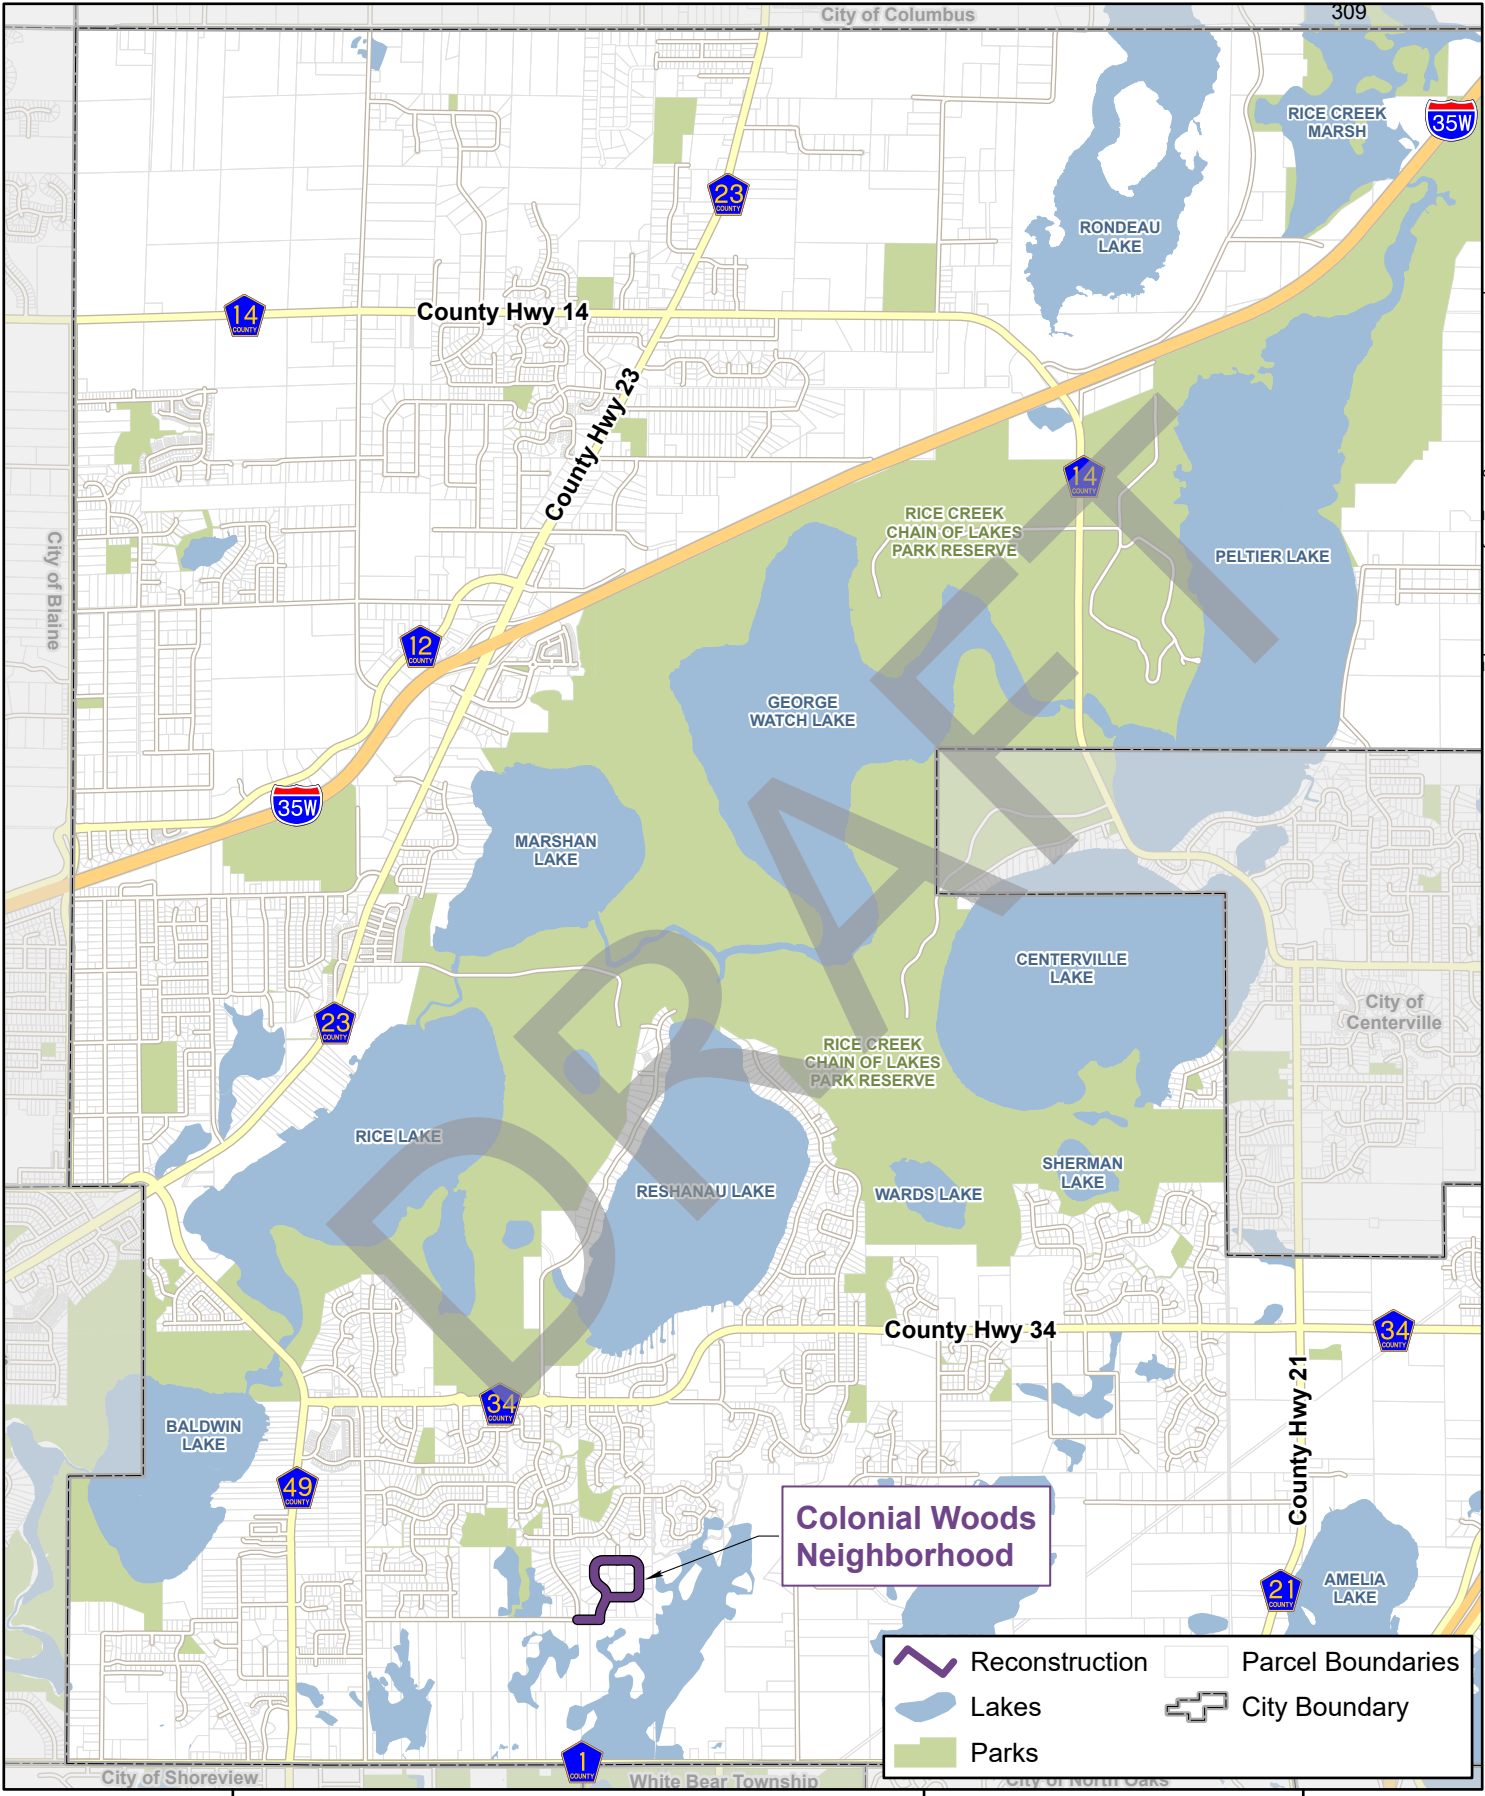 City of Columbus
309
RICE CREEK
MARSH
35W
23
COUNTY
RONDEAU
LAKE
14
COUNTY
County Hwy 14
County Hwy 23
14
COUNTY
RICE CREEK
CHAIN OF LAKES
PARK RESERVE
PELTIER LAKE
City of Blaine
12
COUNTY
GEORGE
WATCH LAKE
35W
MARSHAN
LAKE
CENTERVILLE
LAKE
City of
Centerville
23
COUNTY
RICE CREEK
CHAIN OF LAKES
PARK RESERVE
RICE LAKE
RESHANAU LAKE
WARDS LAKE
SHERMAN
LAKE
DRAFT
County Hwy 34
34
COUNTY
County Hwy 21
34
COUNTY
BALDWIN
LAKE
49
COUNTY
Colonial Woods
Neighborhood
21
COUNTY
AMELIA
LAKE
Reconstruction
Parcel Boundaries
Lakes
City Boundary
Parks
1
COUNTY
City of Shoreview
White Bear Township
City of North Oaks